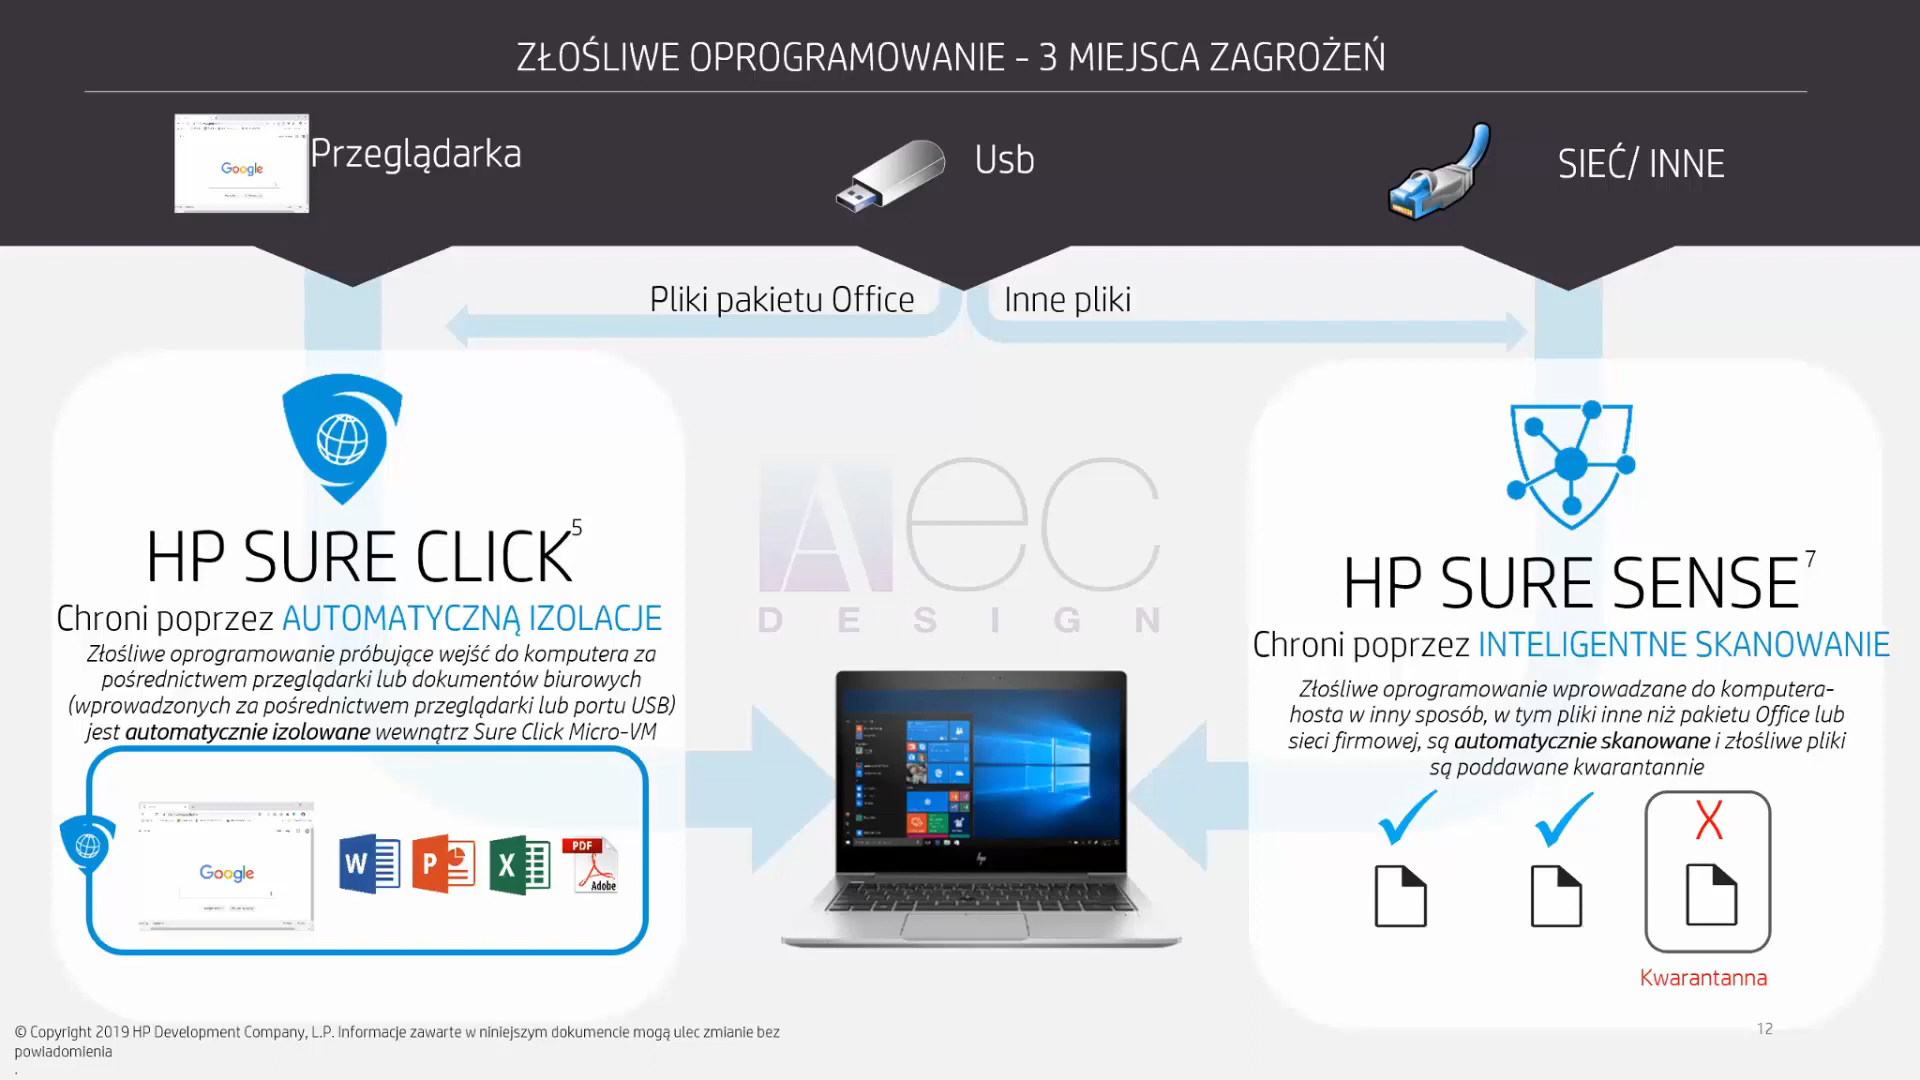 ZŁOŚLIWE OPROGRAMOWANIE – 3 MIEJSCA ZAGROŻEŃ
Google
Przeglądarka
Usb
SIEĆ/ INNE
Pliki pakietu Office
Inne pliki
HP SURE CLICK5
Chroni poprzez AUTOMATYCZNĄ IZOLACJE
Złośliwe oprogramowanie próbujące wejść do komputera za
pośrednictwem przeglądarki lub dokumentów biurowych
(wprowadzonych za pośrednictwem przeglądarki lub portu USB)
jest automatycznie izolowane wewnątrz Sure Click Micro-VM
Google
W
P
X
PDF
Adobe
AeC
DESIGN
hp
HP SURE SENSE7
Chroni poprzez INTELIGENTNE SKANOWANIE
Złośliwe oprogramowanie wprowadzane do komputera-
hosta w inny sposób, w tym pliki inne niż pakietu Office lub
sieci firmowej, są automatycznie skanowane i złośliwe pliki
są poddawane kwarantannie
X
Kwarantanna
© Copyright 2019 HP Development Company, L.P. Informacje zawarte w niniejszym dokumencie mogą ulec zmianie bez
powiadomienia
.
12